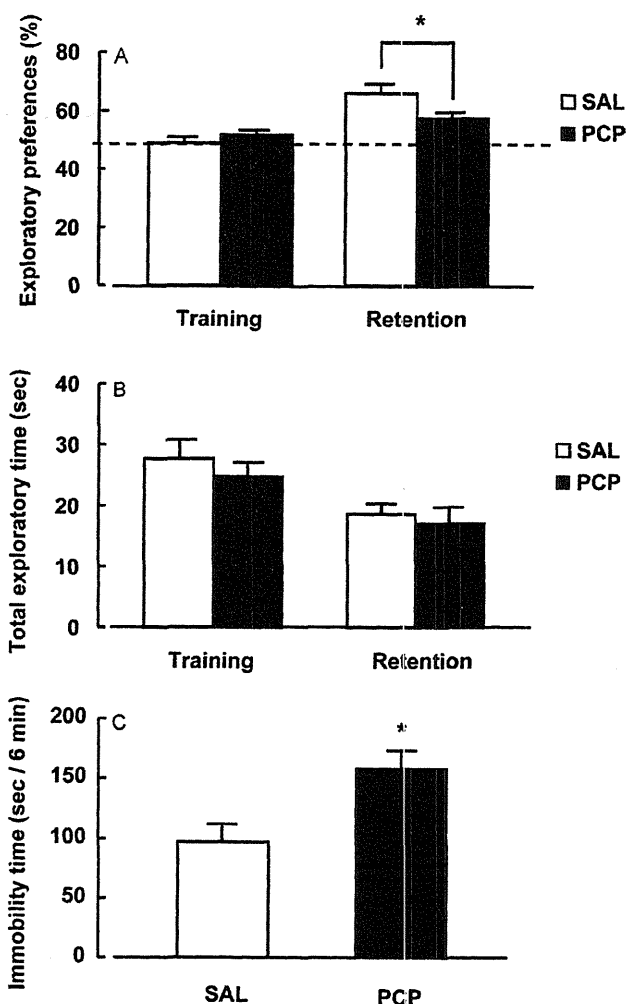 *
A
Exploratory preferences (%)
80
60
40
20
0
SAL
PCP
Training Retention
B
Total exploratory time (sec)
40
30
20
10
0
SAL
PCP
Training Retention
C
Immobility time (sec / 6 min)
200
150
100
50
0
*
SAL PCP